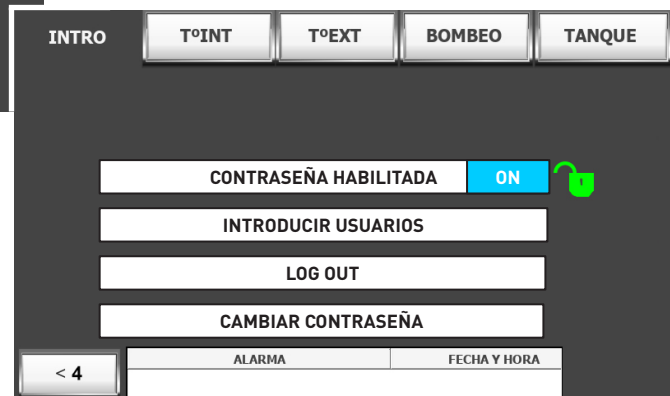 INTRO TºINT TºEXT BOMBEO TANQUE
CONTRASEÑA HABILITADA ON
INTRODUCIR USUARIOS
LOG OUT
CAMBIAR CONTRASEÑA
ALARMA FECHA Y HORA
< 4